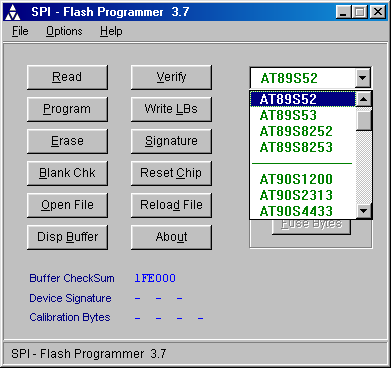 SPI - Flash Programmer 3.7
File Options Help
Read Verify AT89S52
AT89S52
Program Write LBs AT89S53
AT89S8252
Erase Signature AT89S8253
Blank Chk Reset Chip AT90S1200
Open File Reload File AT90S2313
AT90S4433
Fuse Bytes
Disp Buffer About
Buffer CheckSum 1FE000
Device Signature - - -
Calibration Bytes - - - -
SPI - Flash Programmer 3.7